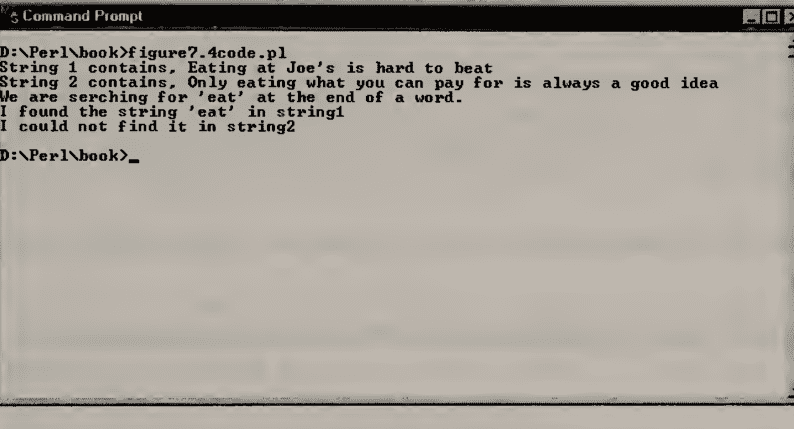 Command Prompt
D:\Perl\book>figure7.4code.pl
String 1 contains, Eating at Joe's is hard to beat
String 2 contains, Only eating what you can pay for is always a good idea
We are serching for 'eat' at the end of a word.
I found the string 'eat' in string1
I could not find it in string2
D:\Perl\book>_